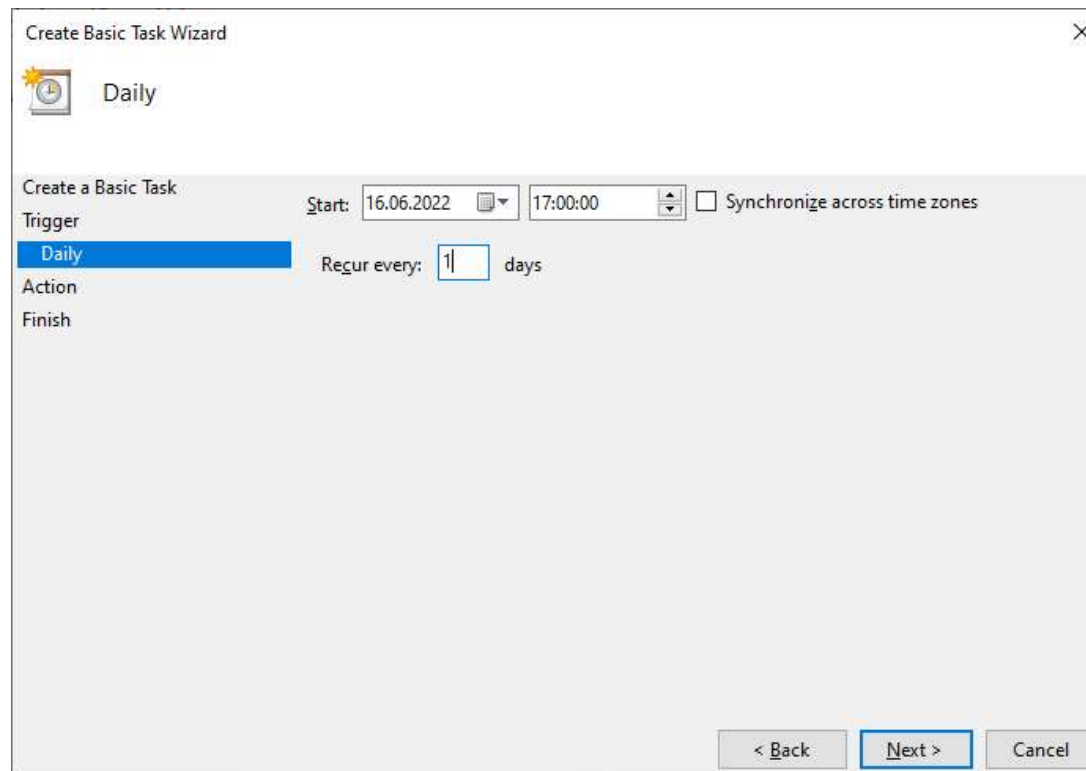 Create Basic Task Wizard
Daily
Create a Basic Task
Trigger
Daily
Action
Finish
Start: 16.06.2022 17:00:00 Synchronize across time zones
Recur every: 1 days
< Back Next > Cancel